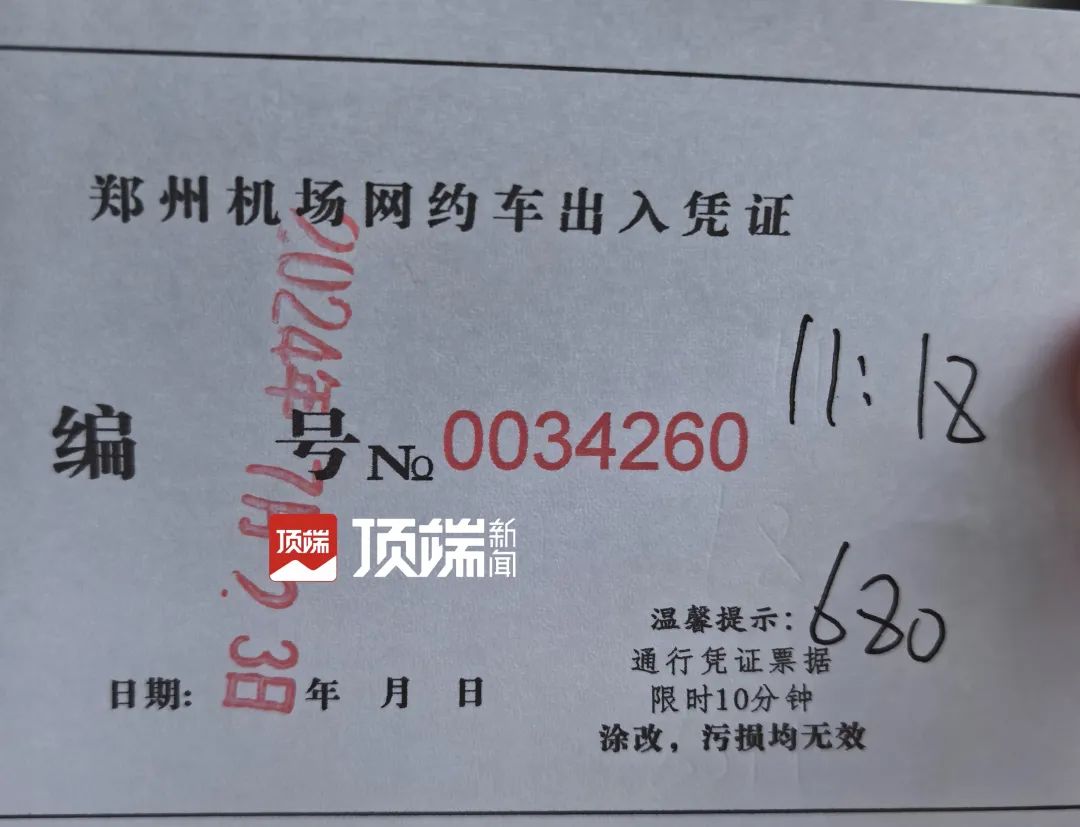 郑州机场网约车出入凭证
2024年7月23日
11:18
编号№0034260
顶端 顶端新闻
680
温馨提示:
通行凭证票据
限时10分钟
日期: 年 月 日
涂改，污损均无效